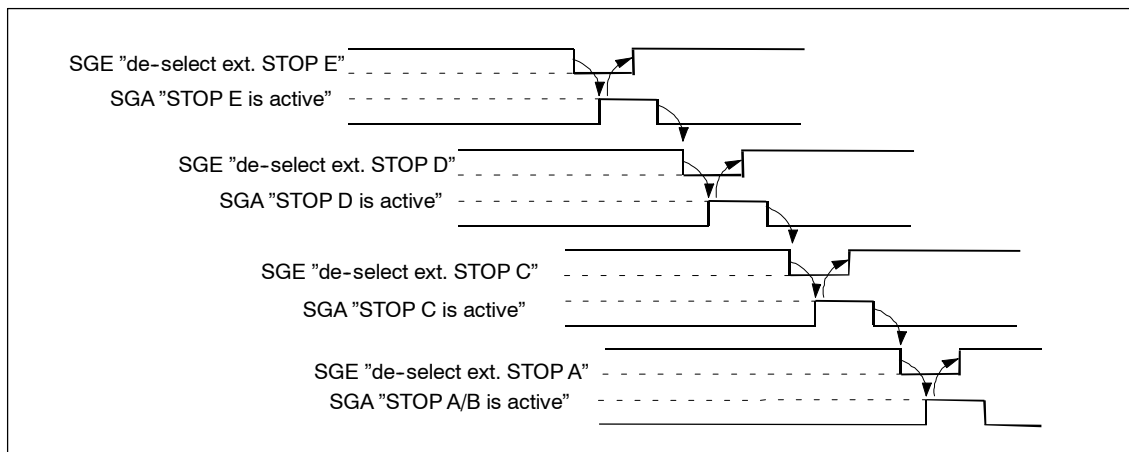 SGE ”de-select ext. STOP E”
SGA ”STOP E is active”
SGE ”de-select ext. STOP D”
SGA ”STOP D is active”
SGE ”de-select ext. STOP C”
SGA ”STOP C is active”
SGE ”de-select ext. STOP A”
SGA ”STOP A/B is active”